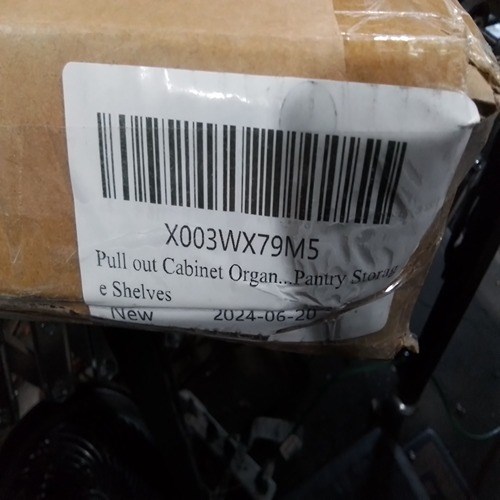 X003WX79M5
Pull out Cabinet Organ...Pantry Storag
e Shelves
New 2024-06-20